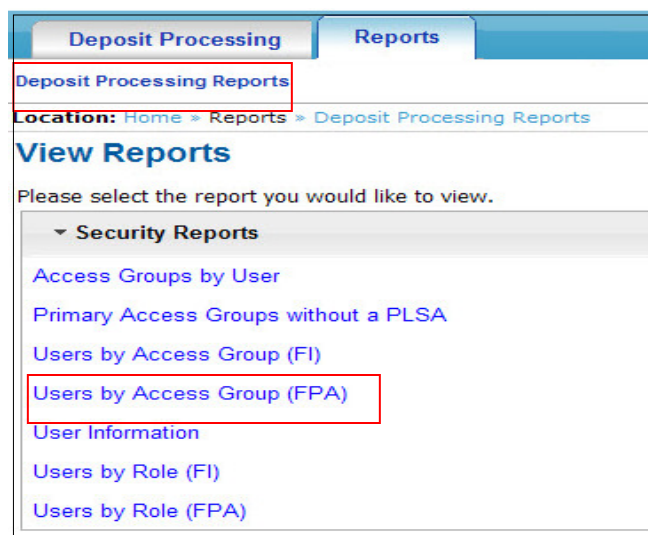 Deposit Processing Reports
Deposit Processing Reports
Location: Home » Reports » Deposit Processing Reports
View Reports
Please select the report you would like to view.
Security Reports
Access Groups by User
Primary Access Groups without a PLSA
Users by Access Group (FI)
Users by Access Group (FPA)
User Information
Users by Role (FI)
Users by Role (FPA)